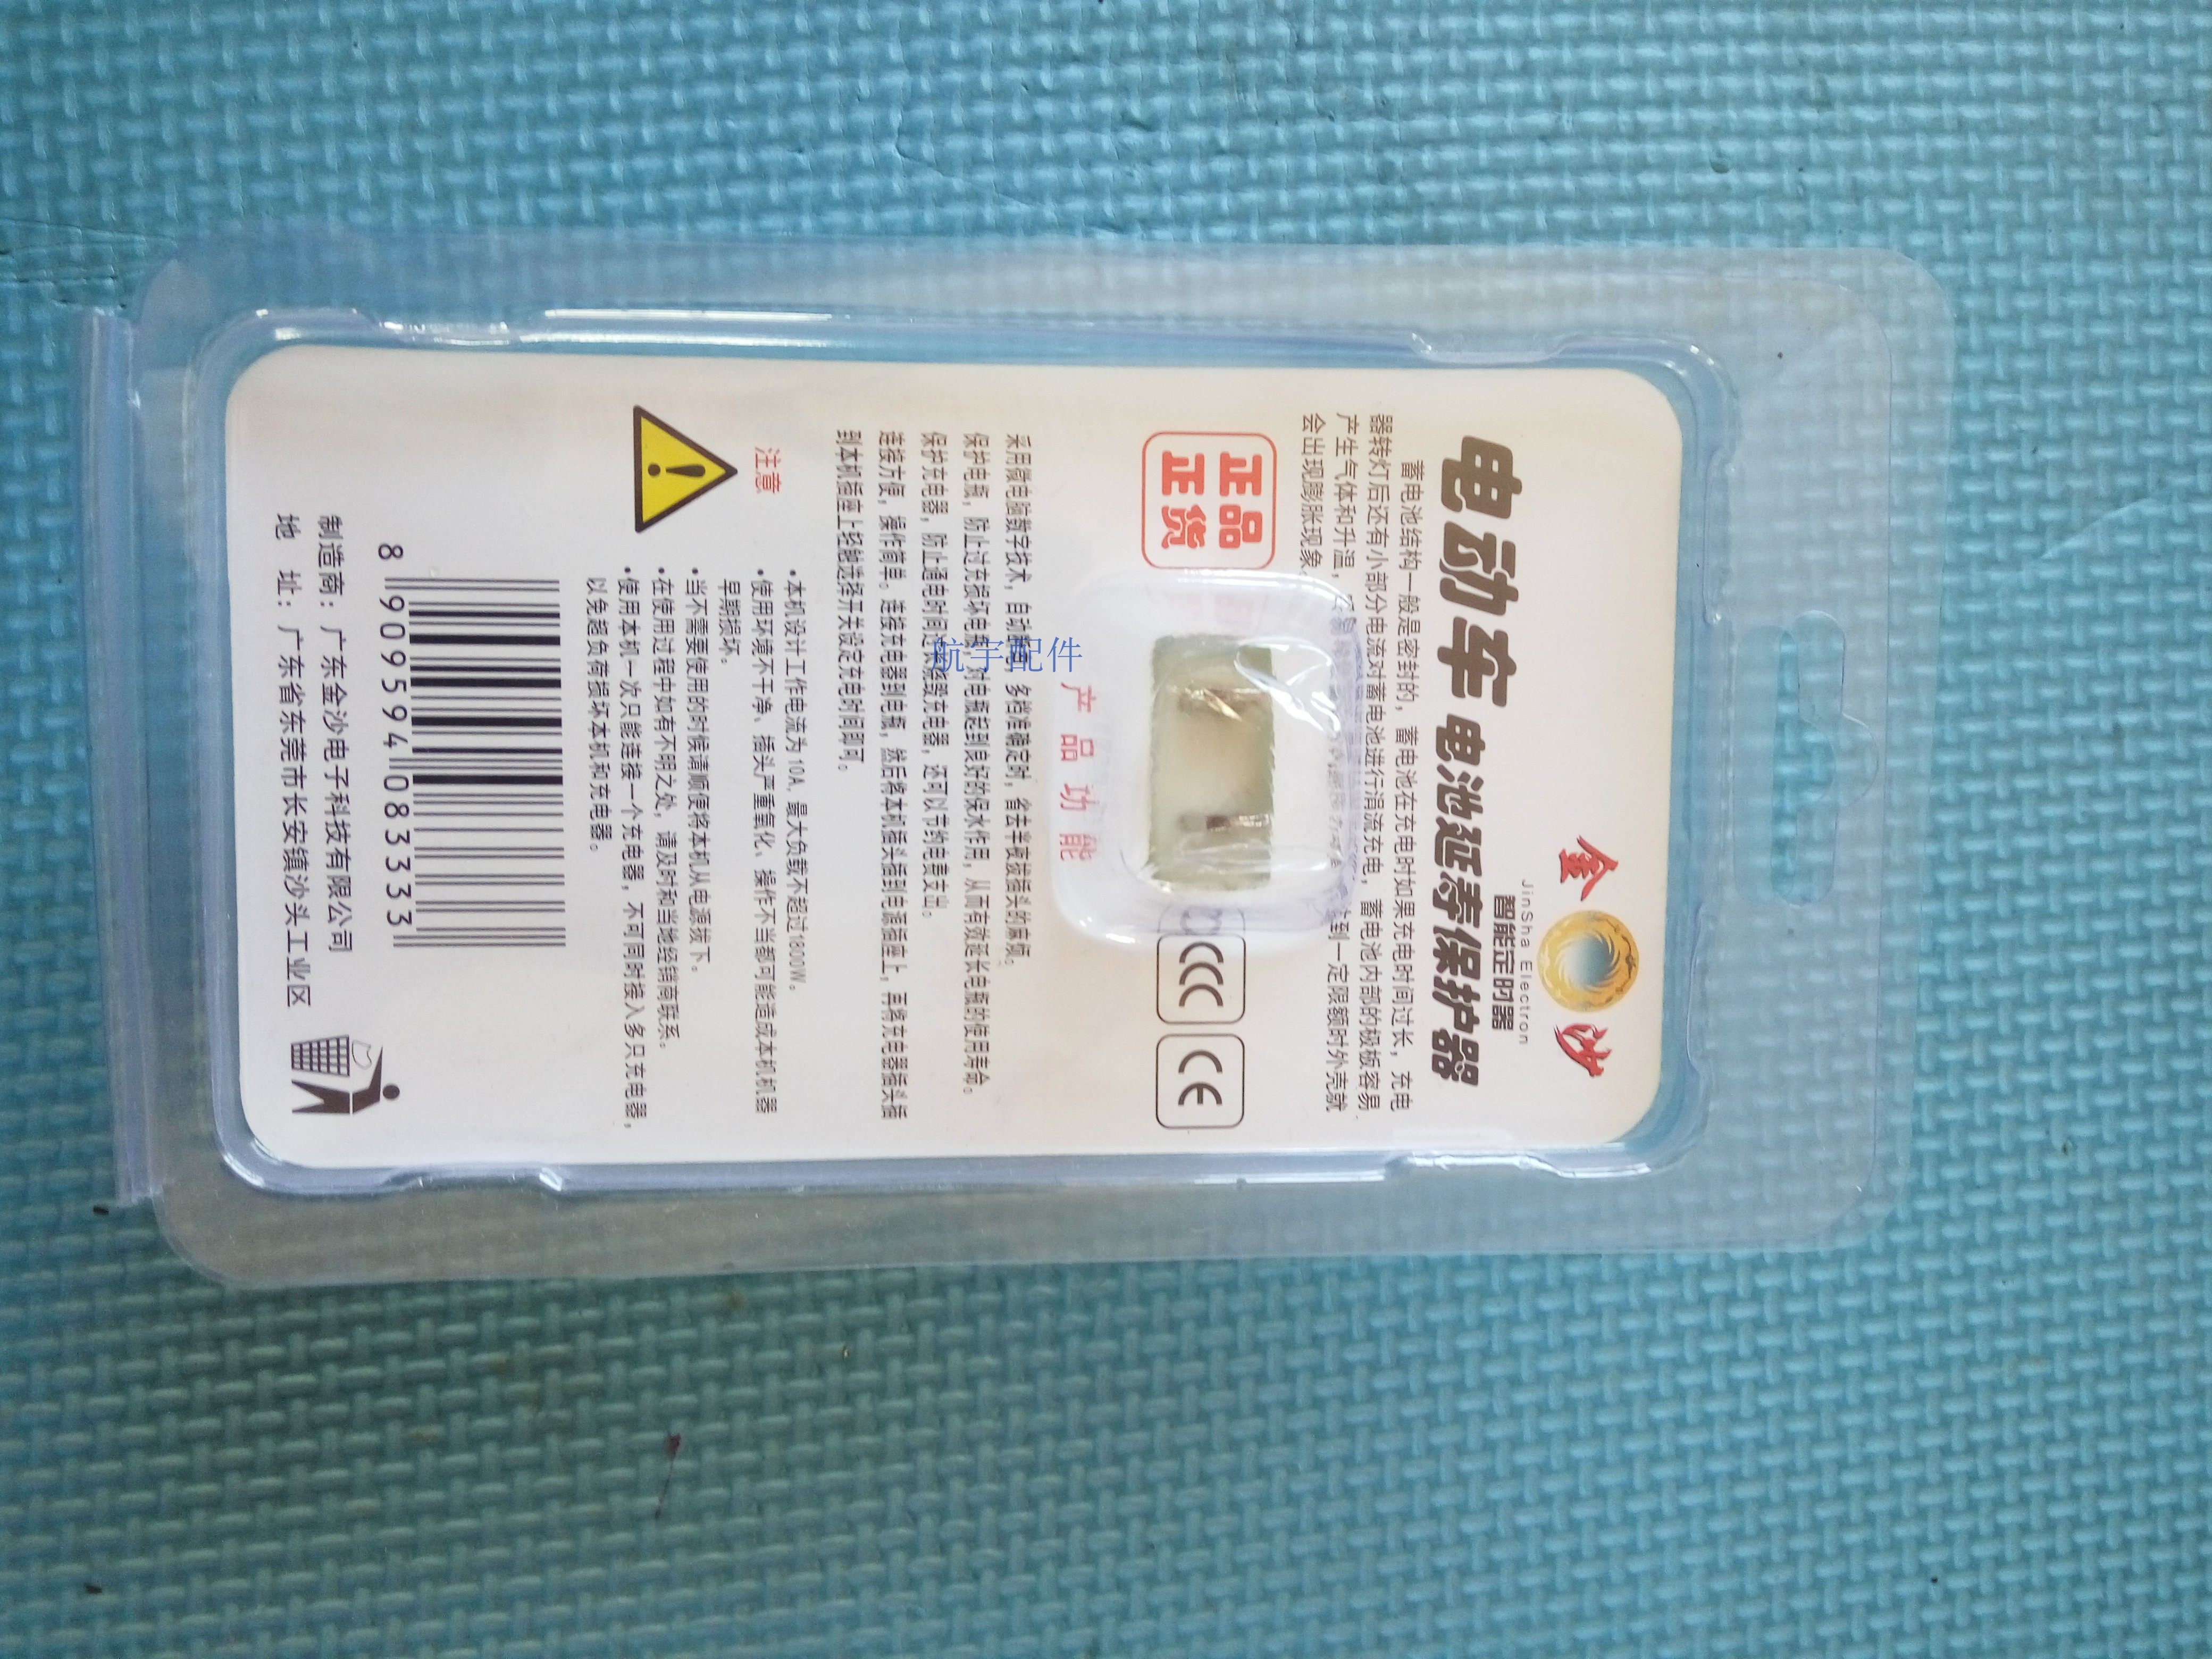 金沙
JinSha Electron
智能定时器
电动车电池延寿保护器
蓄电池结构一般是密封的，蓄电池在充电时如果充电时间过长，充电
器转灯后还有小部分电流对蓄电池进行涓流充电，蓄电池内部的极板容易
产生气体和升温，
到一定限额时外壳就
会出现膨胀现象
正品
正货
CCC
CE
产品功能
采用微电脑数字技术，自动 多档准确定时，省去半夜拔插头的麻烦。
保护电瓶，防止过充损坏电瓶，对电瓶起到良好的保水作用，从而有效延长电瓶的使用寿命。
保护充电器，防止通电时间过长烧毁充电器，还可以节约电费支出。
连接方便，操作简单。连接充电器到电瓶，然后将本机插头插到电源插座上，再将充电器插头插
到本机插座上轻触选择开关设定充电时间即可。
航宇配件
注意
•本机设计工作电流为10A，最大负载不超过1800W。
•使用环境不干净、插头严重氧化、操作不当都可能造成本机机器
早期损坏。
•当不需要使用的时候请顺便将本机从电源拔下。
•在使用过程中如有不明之处，请及时和当地经销商联系。
•使用本机一次只能连接一个充电器，不可同时接入多只充电器，
以免超负荷损坏本机和充电器。
8 909594 083333
制造商：广东金沙电子科技有限公司
地 址：广东省东莞市长安镇沙头工业区